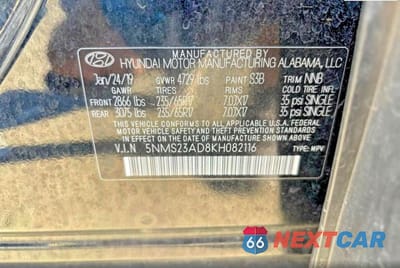 HYUNDAI MOTOR MANUFACTURING ALABAMA, LLC
Jan/24/19 GVWR 4729 lbs PAINT S3B TRIM NNB
GAWR TIRES RIMS COLD TIRE INFL
FRONT 2866 lbs 235/65R17 7.0JX17 35 psi SINGLE
REAR 3075 lbs 235/65R17 7.0JX17 35 psi SINGLE
THIS VEHICLE CONFORMS TO ALL APPLICABLE U.S. FEDERAL MOTOR VEHICLE
SAFETY, BUMPER, AND THEFT PREVENTION STANDARDS IN EFFECT ON THE
DATE OF MANUFACTURE SHOWN ABOVE.
V.I.N 5NMS23AD8KH082116 TYPE: MPV
66 NEXTCAR